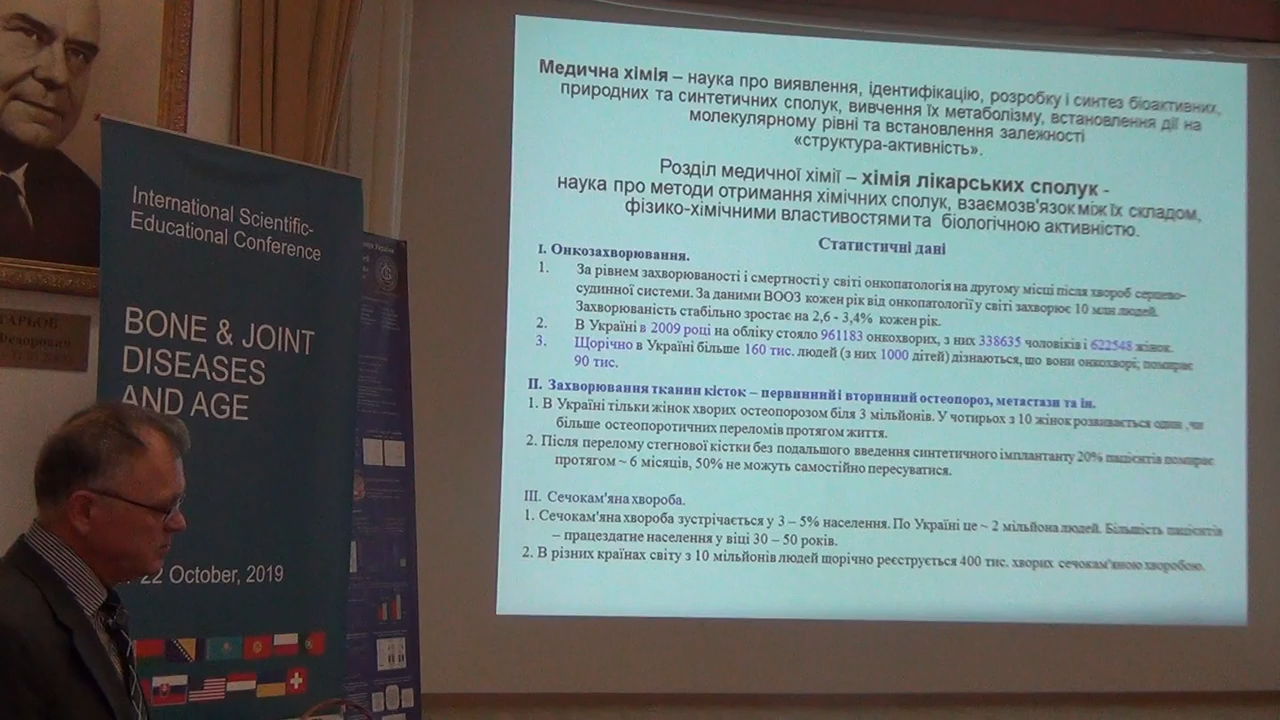 International Scientific-
Educational Conference
BONE & JOINT
DISEASES
AND AGE
22 October, 2019
Медична хімія – наука про виявлення, ідентифікацію, розробку і синтез біоактивних,
природних та синтетичних сполук, вивчення їх метаболізму, встановлення дії на
молекулярному рівні та встановлення залежності
«структура-активність».
Розділ медичної хімії – хімія лікарських сполук -
наука про методи отримання хімічних сполук, взаємозв'язок між їх складом,
фізико-хімічними властивостями та біологічною активністю.
Статистичні дані
I. Онкозахворювання.
1. За рівнем захворюваності і смертності у світі онкопатологія на другому місці після хвороб серцево-
судинної системи. За даними ВООЗ кожен рік від онкопатології у світі захворює 10 млн людей.
Захворюваність стабільно зростає на 2,6 - 3,4% кожен рік.
2. В Україні в 2009 році на обліку стояло 961183 онкохворих, з них 338635 чоловіків і 622548 жінок.
3. Щорічно в Україні більше 160 тис. людей (з них 1000 дітей) дізнаються, шо вони онкохворі; помирає
90 тис.
II. Захворювання тканин кісток – первинний і вторинний остеопороз, метастази та ін.
1. В Україні тільки жінок хворих остеопорозом біля 3 мільйонів. У чотирьох з 10 жінок розвивається один , чи
більше остеопоротичних переломів протягом життя.
2. Після перелому стегнової кістки без подальшого введення синтетичного імплантанту 20% пацієнтів помирає
протягом ~ 6 місяців, 50% не можуть самостійно пересуватися.
III. Сечокам'яна хвороба.
1. Сечокам'яна хвороба зустрічається у 3 – 5% населення. По Україні це ~ 2 мільйона людей. Більшість пацієнтів
– працездатне населення у віці 30 – 50 років.
2. В різних країнах світу з 10 мільйонів людей щорічно реєструється 400 тис. хворих сечокам'яною хворобою.